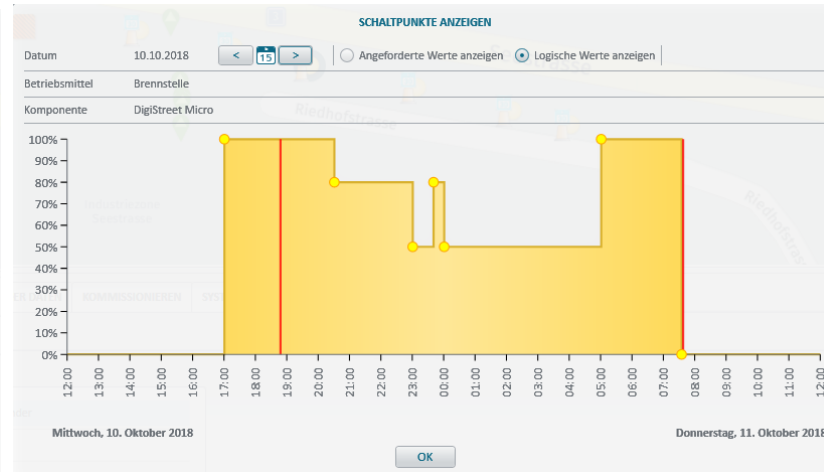 SCHALTPUNKTE ANZEIGEN
Datum 10.10.2018 < 15 > Angeforderte Werte anzeigen Logische Werte anzeigen
Betriebsmittel Brennstelle
Komponente DigiStreet Micro
Riedhofstrasse
100%
90%
80%
70%
60%
50%
40%
30%
20%
10%
0%
Riedhofstrasse
KOMMISSIONIEREN
12:00 13:00 14:00 15:00 16:00 17:00 18:00 19:00 20:00 21:00 22:00 23:00 00:00 01:00 02:00 03:00 04:00 05:00 06:00 07:00 08:00 09:00 10:00 11:00 12:00
Mittwoch, 10. Oktober 2018 Donnerstag, 11. Oktober 2018
OK